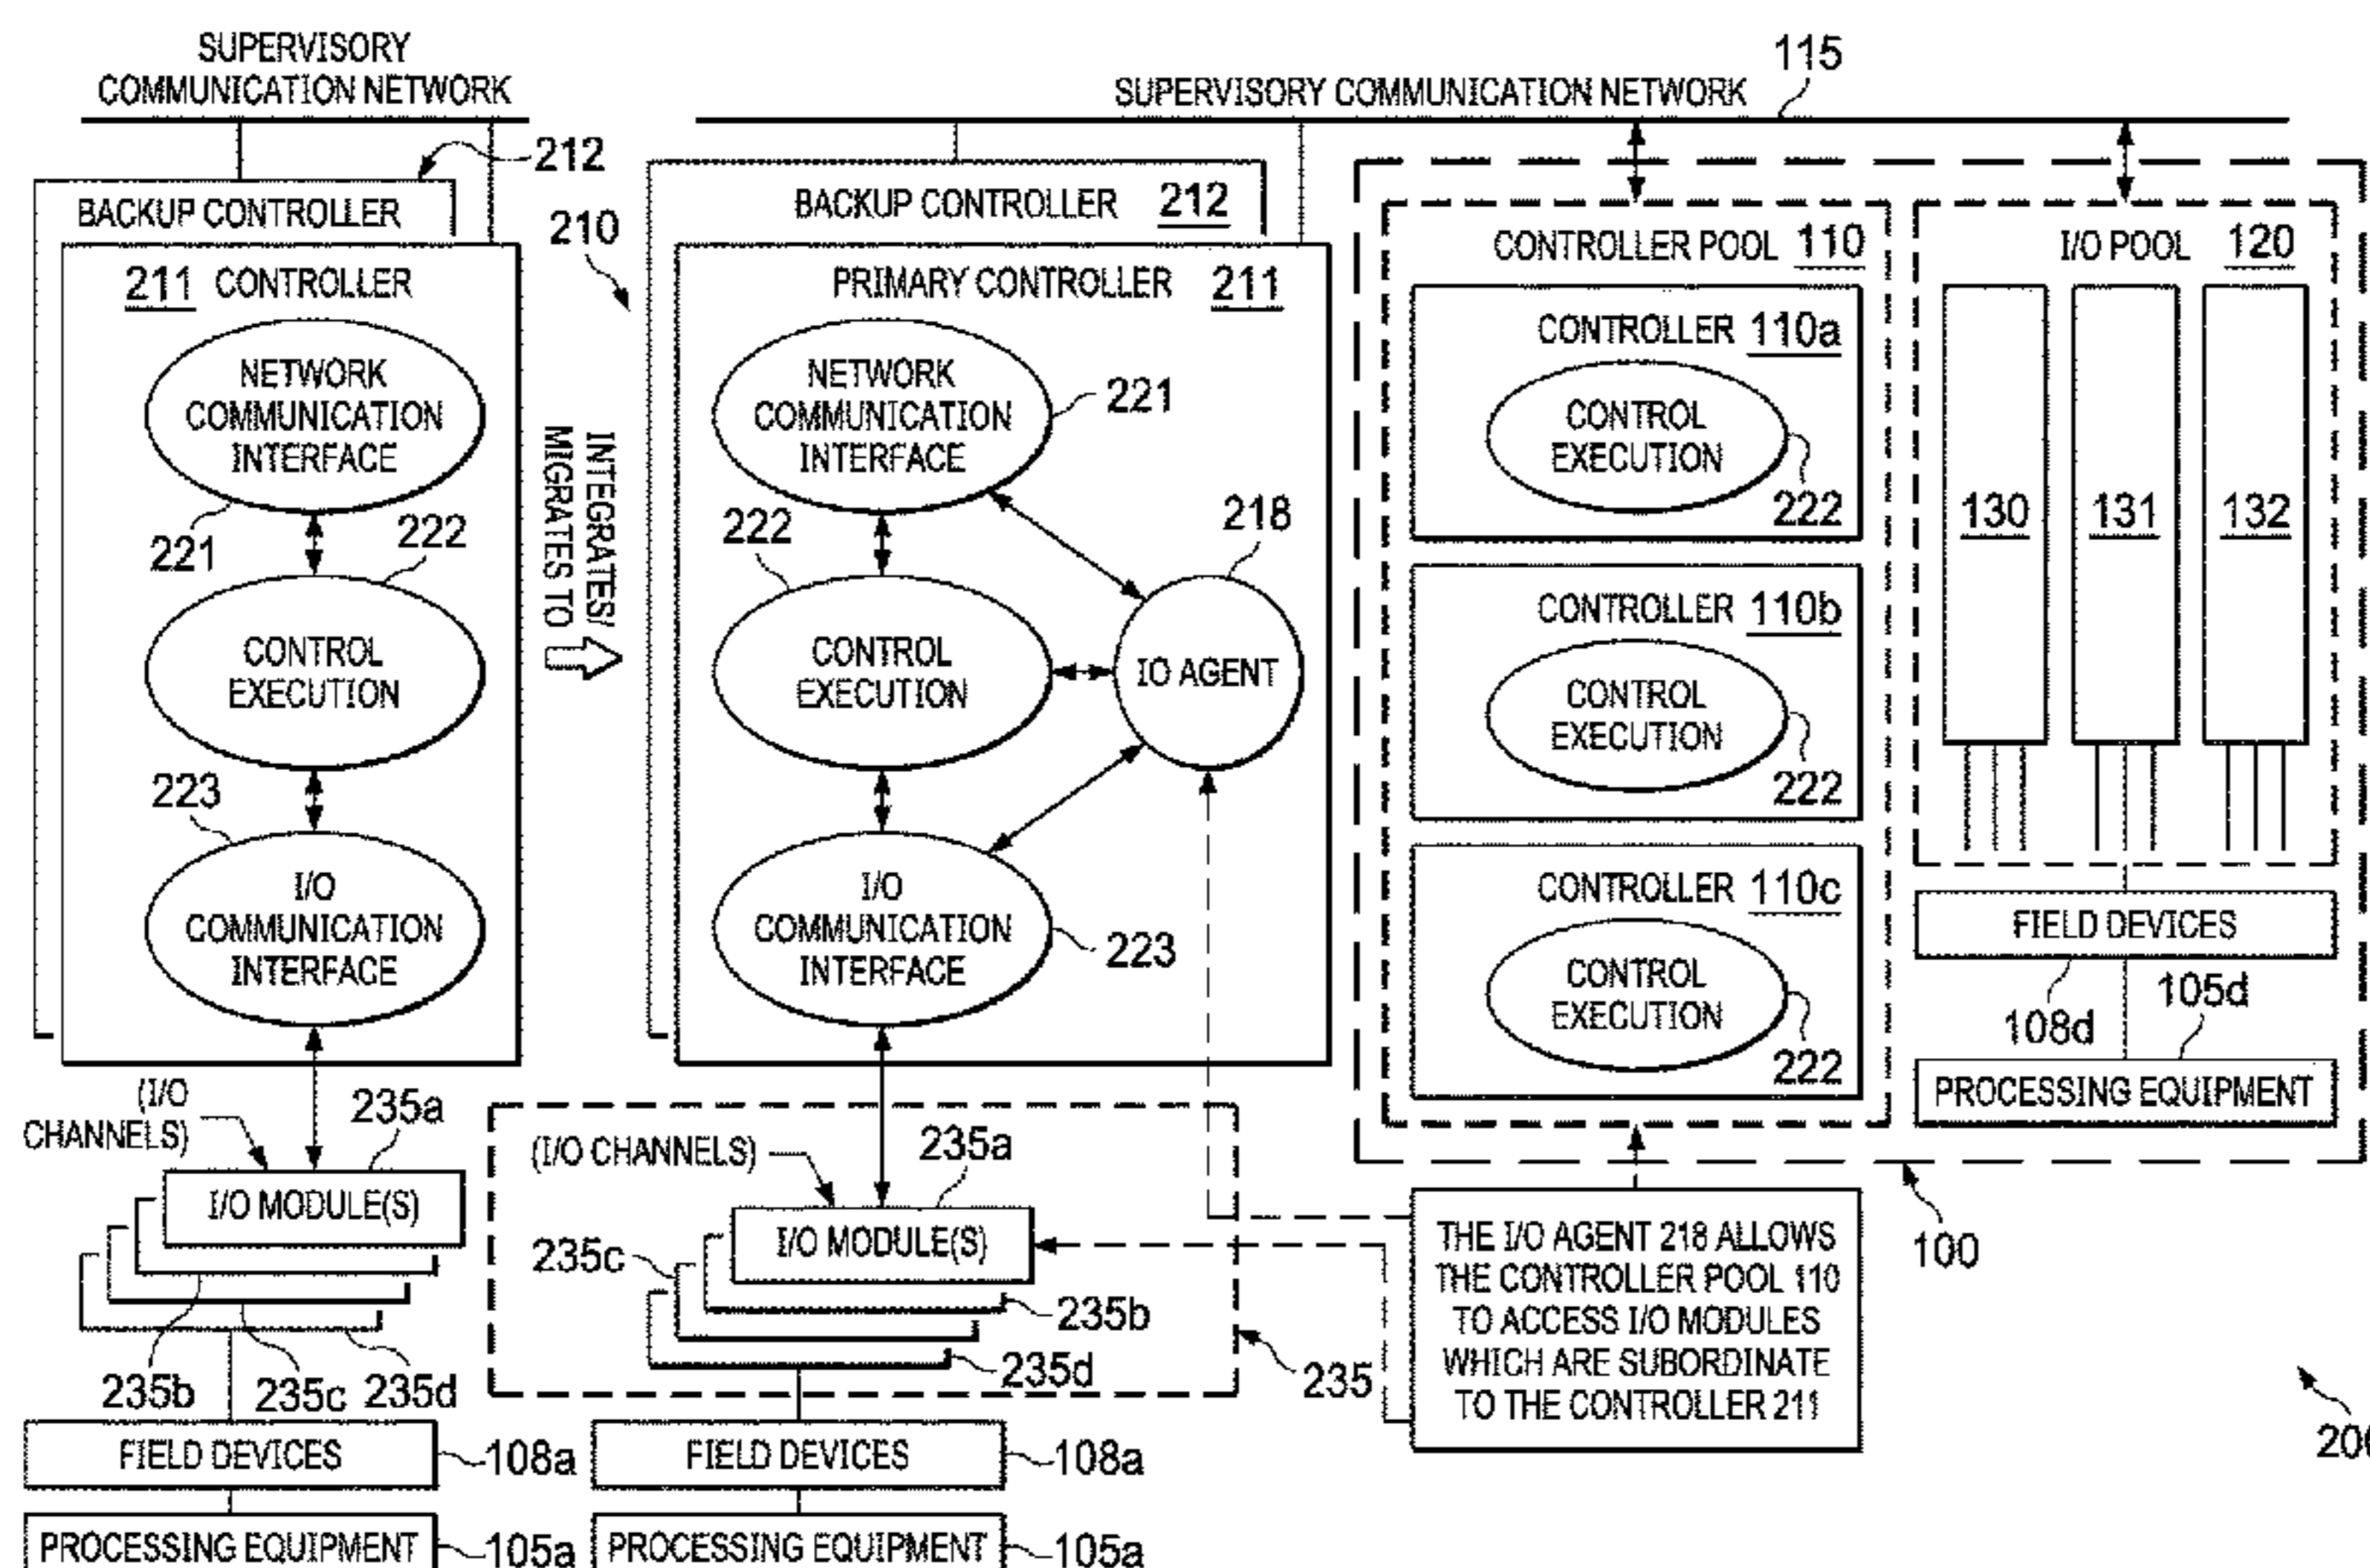 SUPERVISORY
COMMUNICATION NETWORK
212
BACKUP CONTROLLER
211 CONTROLLER
NETWORK
COMMUNICATION
INTERFACE
221
222
CONTROL
EXECUTION
223
I/O
COMMUNICATION
INTERFACE
(I/O
CHANNELS)
235a
I/O MODULE(S)
235b
235c
235d
FIELD DEVICES
108a
PROCESSING EQUIPMENT
105a
INTEGRATES/
MIGRATES TO
210
SUPERVISORY COMMUNICATION NETWORK
115
BACKUP CONTROLLER 212
PRIMARY CONTROLLER 211
NETWORK
COMMUNICATION
INTERFACE
221
222
218
CONTROL
EXECUTION
IO AGENT
I/O
COMMUNICATION
INTERFACE
223
(I/O CHANNELS)
235a
I/O MODULE(S)
235c
235b
235d
235
FIELD DEVICES
108a
PROCESSING EQUIPMENT
105a
CONTROLLER POOL 110
CONTROLLER 110a
CONTROL
EXECUTION
222
CONTROLLER 110b
CONTROL
EXECUTION
222
CONTROLLER 110c
CONTROL
EXECUTION
222
I/O POOL 120
130
131
132
FIELD DEVICES
108d
105d
PROCESSING EQUIPMENT
100
THE I/O AGENT 218 ALLOWS
THE CONTROLLER POOL 110
TO ACCESS I/O MODULES
WHICH ARE SUBORDINATE
TO THE CONTROLLER 211